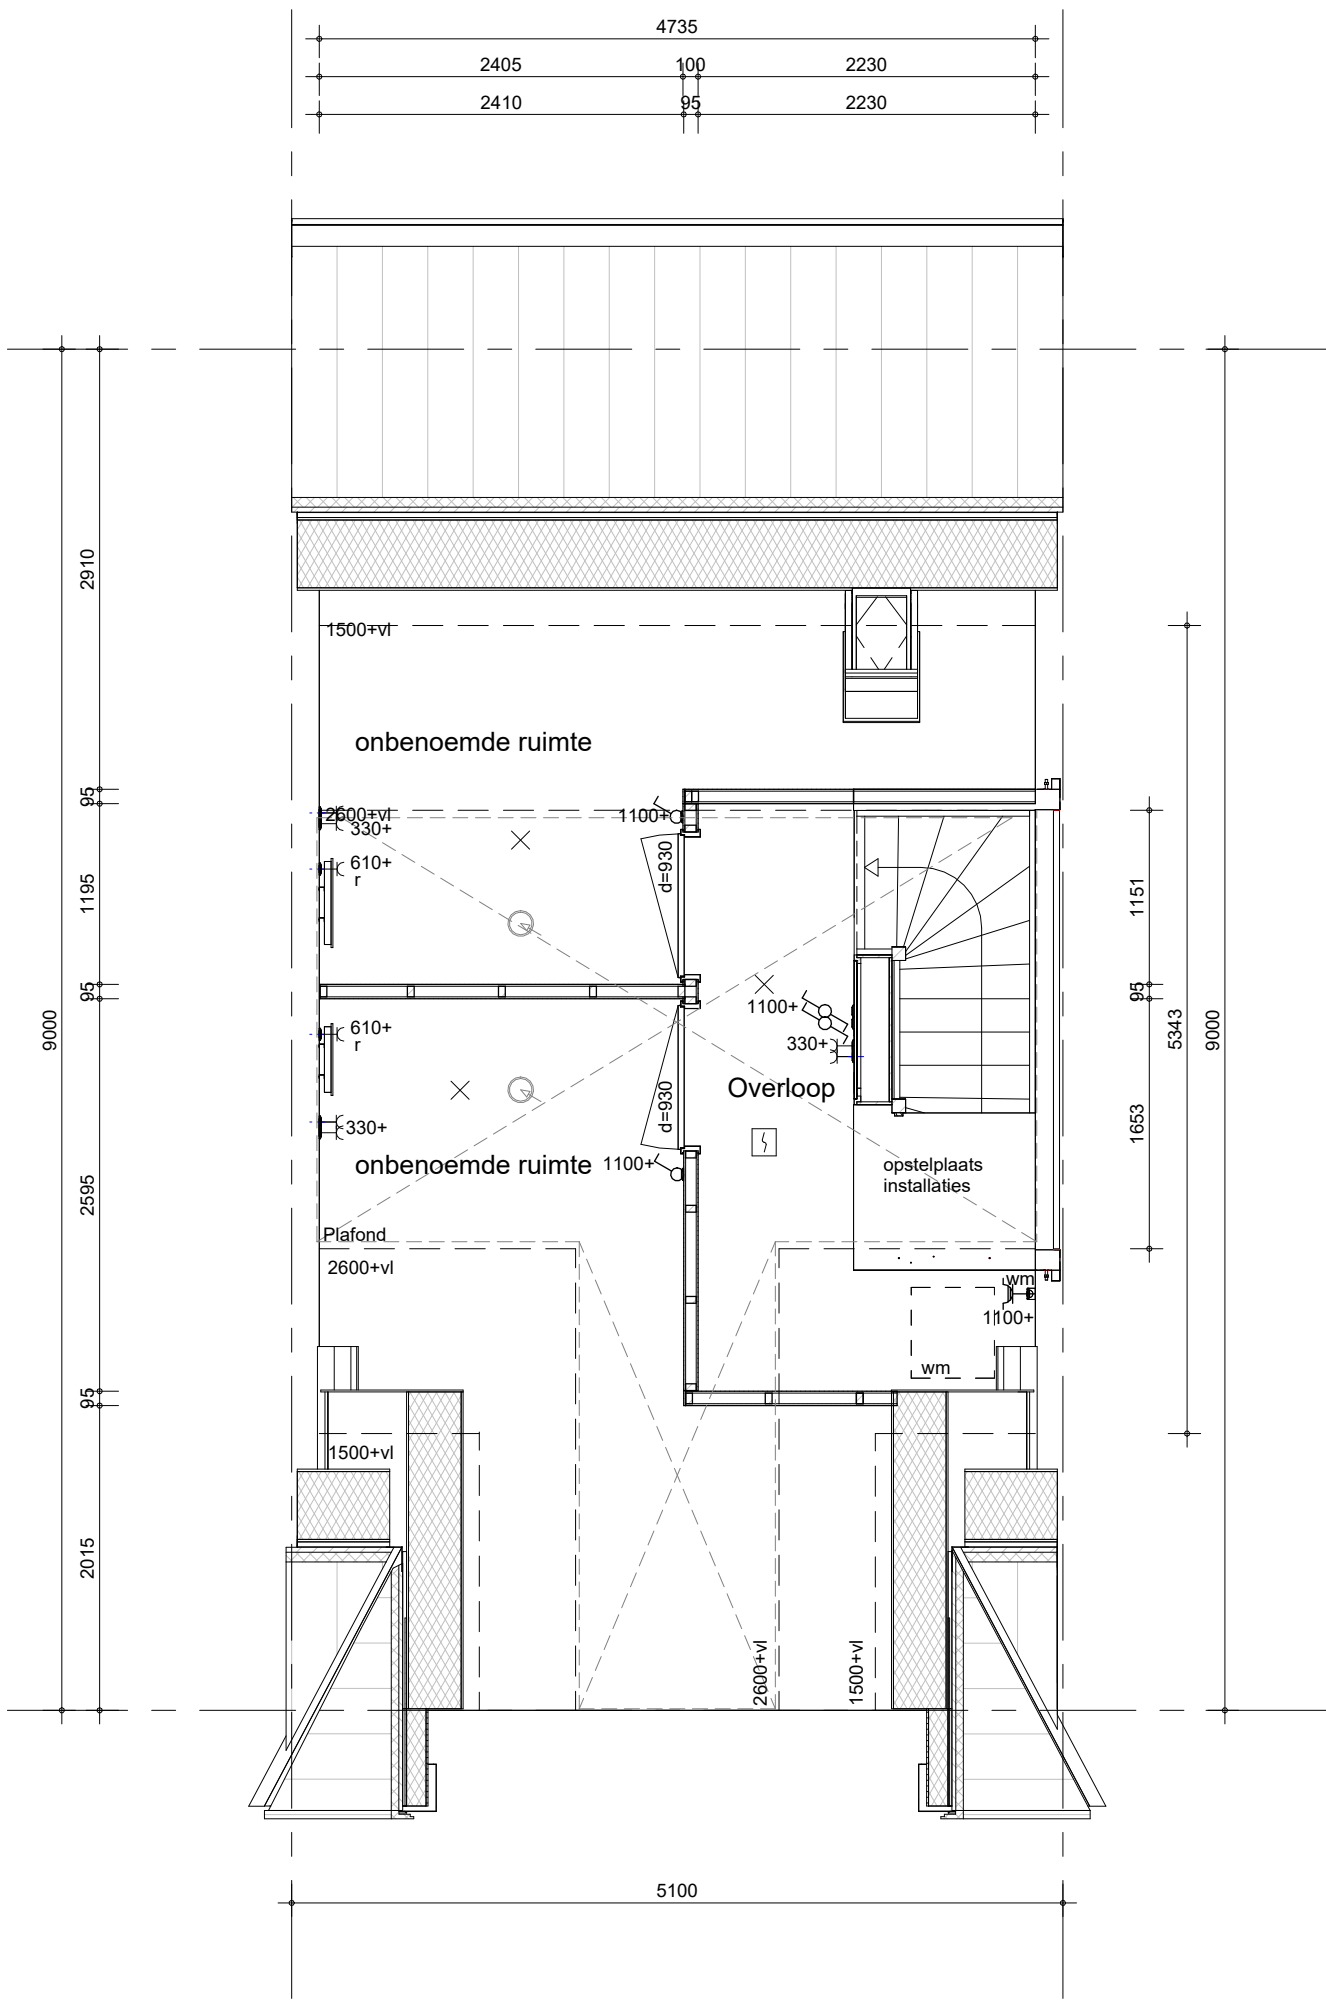 4735
2405 100 2230
2410 95 2230
2910
1500+vl
onbenoemde ruimte
95
2600+vl
330+
1100+
610+
r
d=930
1195
1151
95
95
1100+
610+
r
330+
9000
5343
9000
Overloop
d=930
330+
1653
onbenoemde ruimte
1100+
opstelplaats
installaties
2595
Plafond
2600+vl
wm
1100+
wm
95
1500+vl
2015
2600+vl
1500+vl
5100